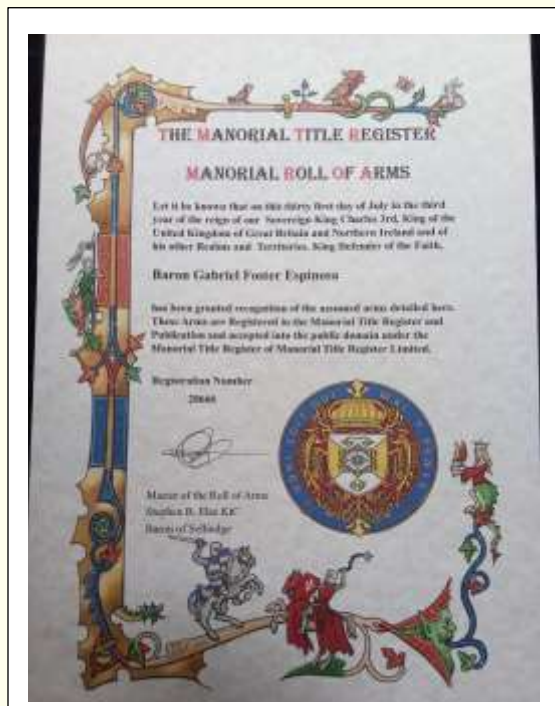 THE MANORIAL TITLE REGISTER
MANORIAL ROLL OF ARMS
Let it be known that on this thirty first day of July in the third
year of the reign of our Sovereign King Charles 3rd, King of the
United Kingdom of Great Britain and Northern Ireland and of
his other Realms and Territories, King Defender of the Faith,
Baron Gabriel Foster Espinosa
has been granted recognition of the assumed arms detailed here.
These Arms are Registered in the Manorial Title Register and
Publication and accepted into the public domain under the
Manorial Title Register of Manorial Title Register Limited.
Registration Number
Master of the Roll of Arms
Stephen B.
Baron of Sellindge